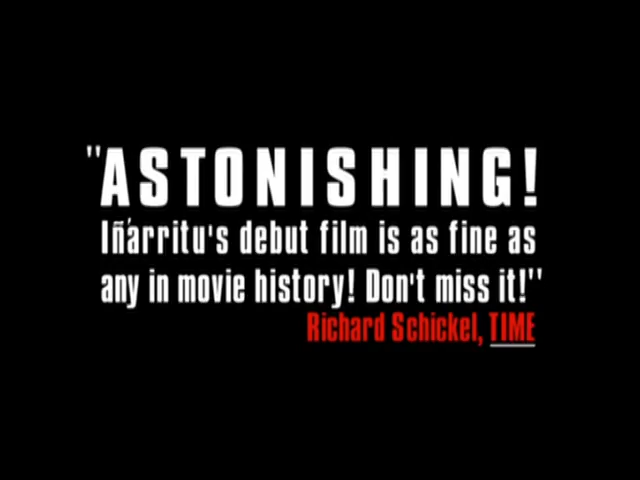 "ASTONISHING!
Iñárritu's debut film is as fine as
any in movie history! Don't miss it!"
Richard Schickel, TIME